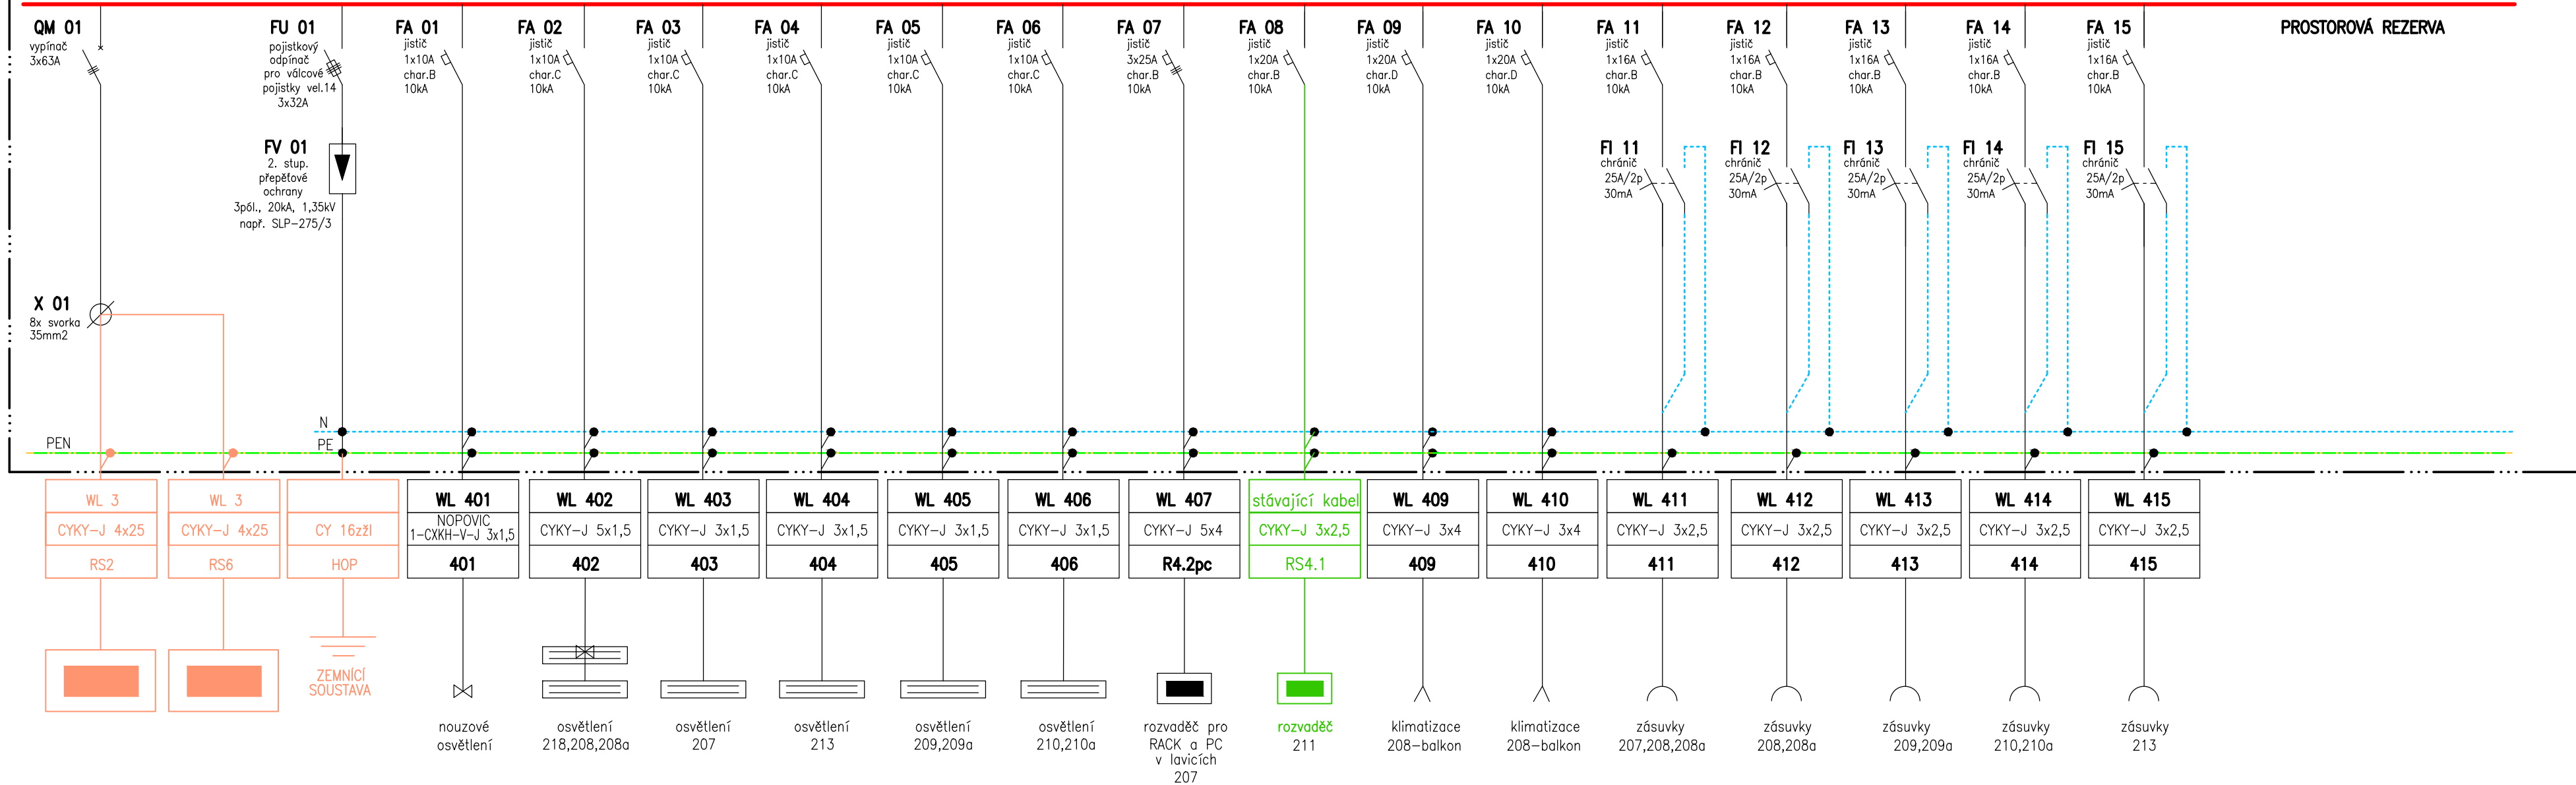 QM 01
vypínač
3x63A
X 01
8x svorka
35mm2
FU 01
pojistkový
odpínač
pro válcové
pojistky vel.14
3x32A
FV 01
2. stup.
přepěťové
ochrany
3pól., 20kA, 1,35kV
např. SLP-275/3
FA 01
jistič
1x10A
char.B
10kA
FA 02
jistič
1x10A
char.C
10kA
FA 03
jistič
1x10A
char.C
10kA
FA 04
jistič
1x10A
char.C
10kA
FA 05
jistič
1x10A
char.C
10kA
FA 06
jistič
1x10A
char.C
10kA
FA 07
jistič
3x25A
char.B
10kA
FA 08
jistič
1x20A
char.B
10kA
FA 09
jistič
1x20A
char.D
10kA
FA 10
jistič
1x20A
char.D
10kA
FA 11
jistič
1x16A
char.B
10kA
FI 11
chránič
25A/2p
30mA
FA 12
jistič
1x16A
char.B
10kA
FI 12
chránič
25A/2p
30mA
FA 13
jistič
1x16A
char.B
10kA
FI 13
chránič
25A/2p
30mA
FA 14
jistič
1x16A
char.B
10kA
FI 14
chránič
25A/2p
30mA
FA 15
jistič
1x16A
char.B
10kA
FI 15
chránič
25A/2p
30mA
PROSTOROVÁ REZERVA
N
PEN
PE
WL 3
CYKY-J 4x25
RS2
WL 3
CYKY-J 4x25
RS6
CY 16zžl
HOP
ZEMNÍCÍ
SOUSTAVA
WL 401
NOPOVIC
1-CXKH-V-J 3x1,5
401
nouzové
osvětlení
WL 402
CYKY-J 5x1,5
402
osvětlení
218,208,208a
WL 403
CYKY-J 3x1,5
403
osvětlení
207
WL 404
CYKY-J 3x1,5
404
osvětlení
213
WL 405
CYKY-J 3x1,5
405
osvětlení
209,209a
WL 406
CYKY-J 3x1,5
406
osvětlení
210,210a
WL 407
CYKY-J 5x4
R4.2pc
rozvaděč pro
RACK a PC
v lavicích
207
stávající kabel
CYKY-J 3x2,5
RS4.1
rozvaděč
211
WL 409
CYKY-J 3x4
409
klimatizace
208-balkon
WL 410
CYKY-J 3x4
410
klimatizace
208-balkon
WL 411
CYKY-J 3x2,5
411
zásuvky
207,208,208a
WL 412
CYKY-J 3x2,5
412
zásuvky
208,208a
WL 413
CYKY-J 3x2,5
413
zásuvky
209,209a
WL 414
CYKY-J 3x2,5
414
zásuvky
210,210a
WL 415
CYKY-J 3x2,5
415
zásuvky
213